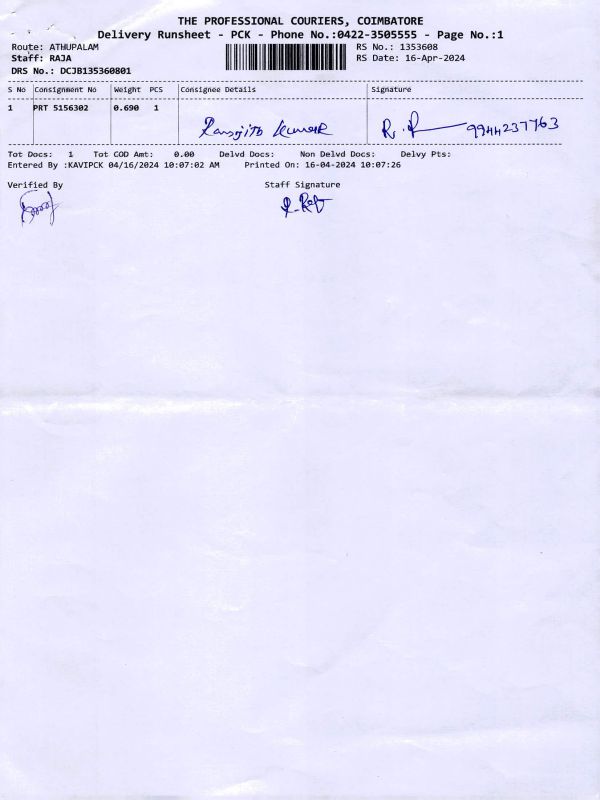 THE PROFESSIONAL COURIERS, COIMBATORE
Delivery Runsheet - PCK - Phone No.:0422-3505555 - Page No.:1
Route: ATHUPALAM RS No.: 1353608
Staff: RAJA RS Date: 16-Apr-2024
DRS No.: DCJB135360801
S No Consignment No Weight PCS Consignee Details Signature
1 PRT 5156302 0.690 1
Ransjith Kumar R. 9944237763
Tot Docs: 1 Tot COD Amt: 0.00 Delvd Docs: Non Delvd Docs: Delvy Pts:
Entered By :KAVIPCK 04/16/2024 10:07:02 AM Printed On: 16-04-2024 10:07:26
Verified By Staff Signature